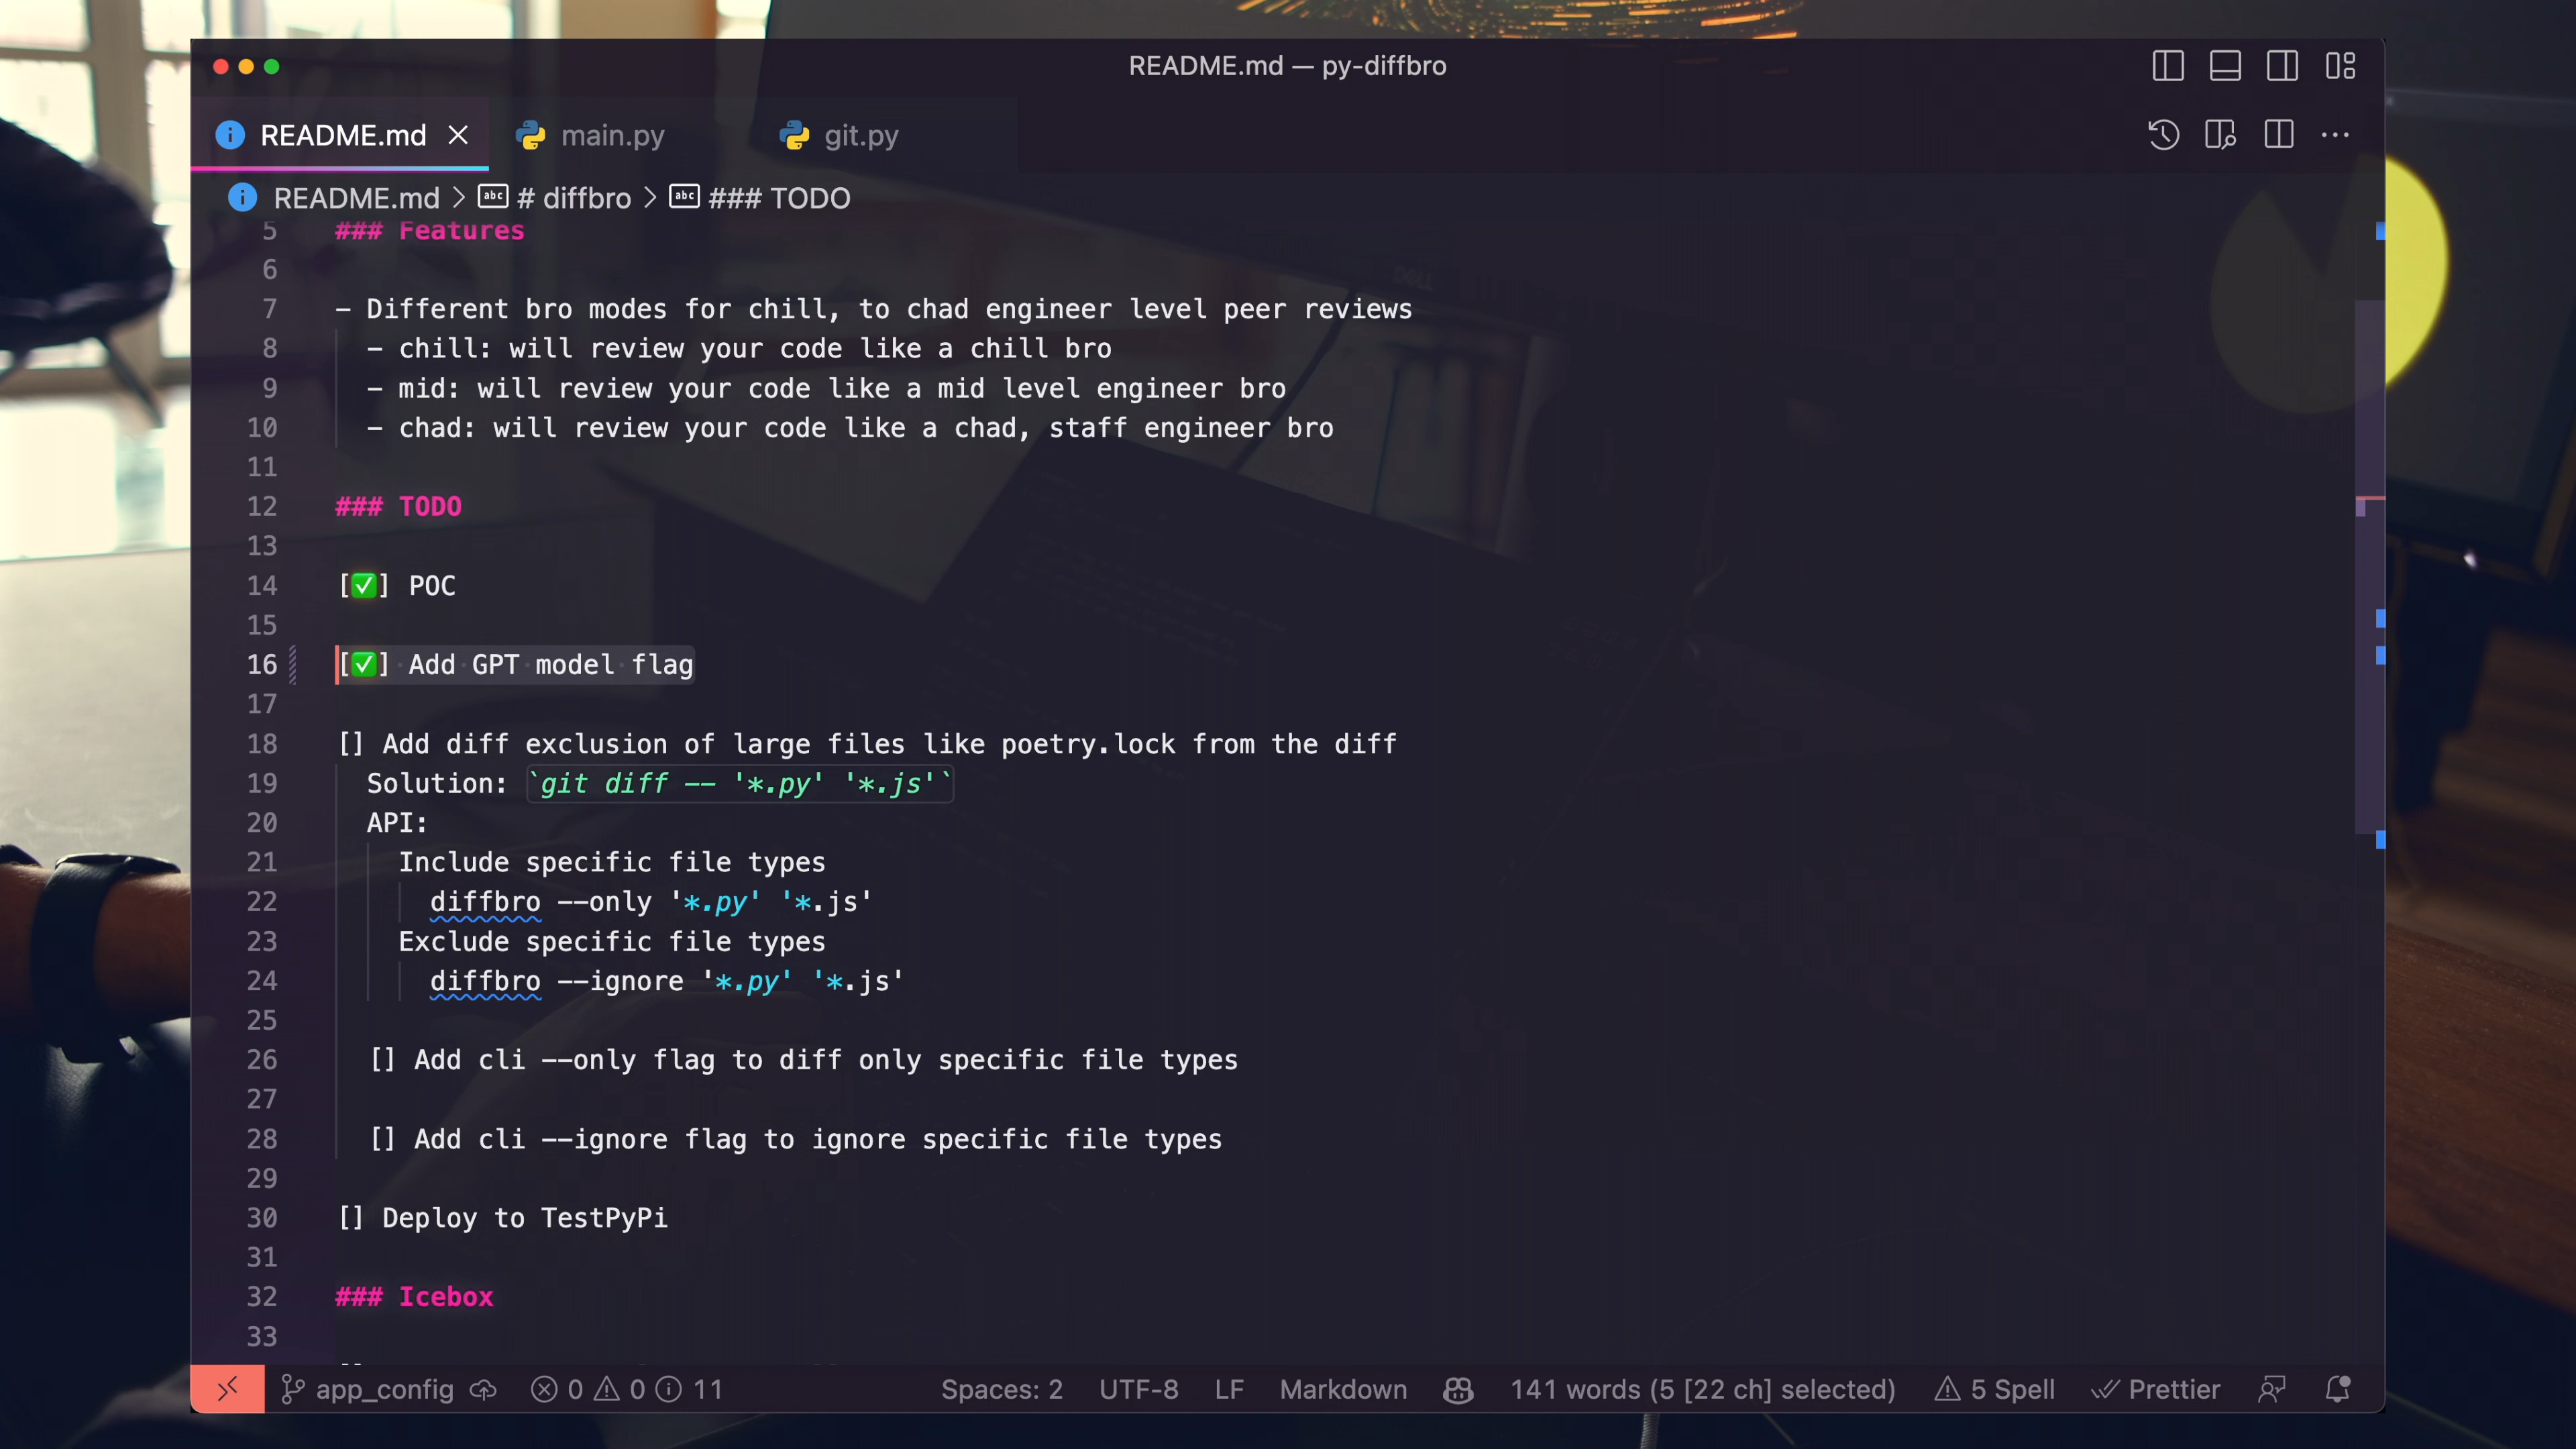 README.md — py-diffbro
README.md
main.py
git.py
README.md > # diffbro > ### TODO
5 ### Features
6
7 - Different bro modes for chill, to chad engineer level peer reviews
8 - chill: will review your code like a chill bro
9 - mid: will review your code like a mid level engineer bro
10 - chad: will review your code like a chad, staff engineer bro
11
12 ### TODO
13
14 [✅] POC
15
16 [✅] Add GPT model flag
17
18 [] Add diff exclusion of large files like poetry.lock from the diff
19 Solution: `git diff -- '*.py' '*.js'`
20 API:
21 Include specific file types
22 diffbro --only '*.py' '*.js'
23 Exclude specific file types
24 diffbro --ignore '*.py' '*.js'
25
26 [] Add cli --only flag to diff only specific file types
27
28 [] Add cli --ignore flag to ignore specific file types
29
30 [] Deploy to TestPyPi
31
32 ### Icebox
33
app_config 0 0 11 Spaces: 2 UTF-8 LF Markdown 141 words (5 [22 ch] selected) 5 Spell Prettier